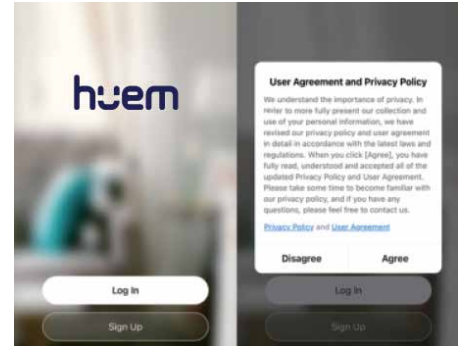 huem
Log In
Sign Up
User Agreement and Privacy Policy
We understand the importance of privacy. In
order to more fully present our collection and
use of your personal information, we have
revised our privacy policy and user agreement
in detail in accordance with the latest laws and
regulations. When you click [Agree], you have
fully read, understood and accepted all of the
updated Privacy Policy and User Agreement.
Please take some time to become familiar with
our privacy policy, and if you have any
questions, please feel free to contact us.
Privacy Policy and User Agreement
Disagree
Agree
Log In
Sign Up